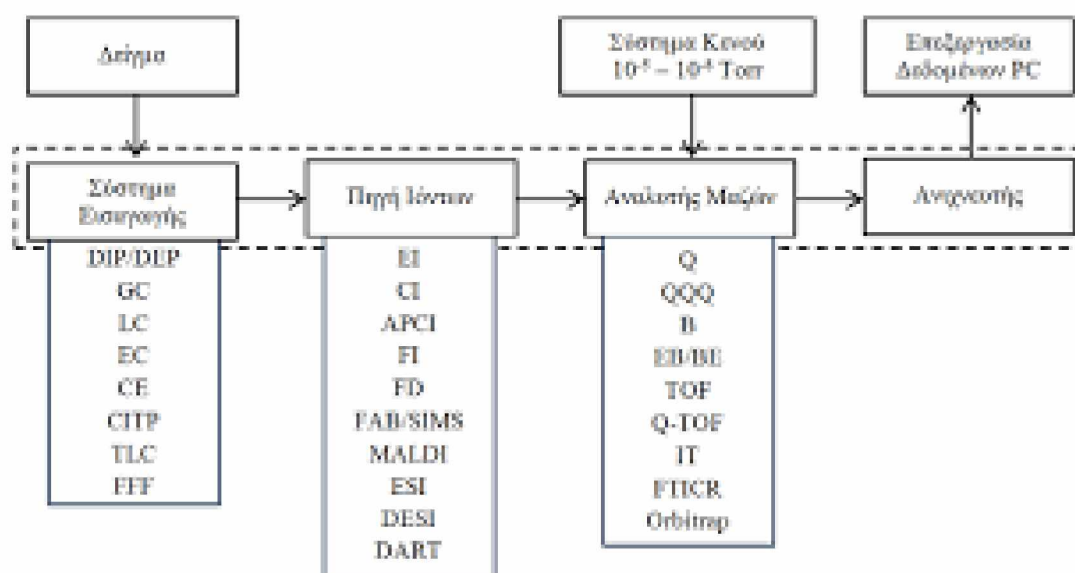 Δείγμα
Σύστημα Κενού
10⁻⁵ – 10⁻⁸ Torr
Επεξεργασία
Δεδομένων PC
Σύστημα
Εισαγωγής
Πηγή Ιόντων
Αναλυτής Μαζών
Ανιχνευτής
DIP/DEP
GC
LC
EC
CE
CITP
TLC
FFF
EI
CI
APCI
FI
FD
FAB/SIMS
MALDI
ESI
DESI
DART
Q
QQQ
B
EB/BE
TOF
Q-TOF
IT
FTICR
Orbitrap